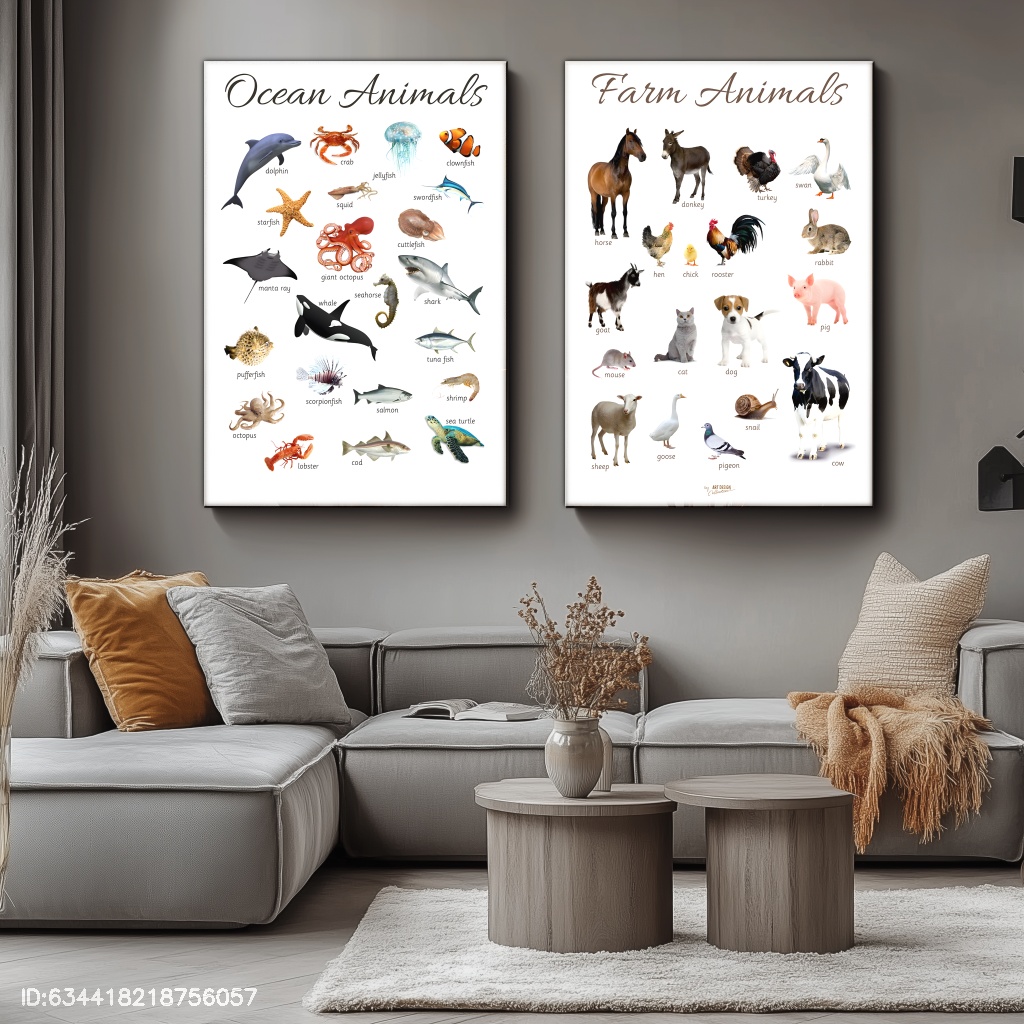 Ocean Animals
dolphin
crab
jellyfish
clownfish
starfish
squid
swordfish
cuttlefish
manta ray
giant octopus
seahorse
shark
whale
pufferfish
scorpionfish
tuna fish
salmon
shrimp
octopus
lobster
cod
sea turtle
Farm Animals
horse
donkey
turkey
swan
hen
chick
rooster
rabbit
goat
mouse
cat
dog
pig
sheep
goose
pigeon
snail
cow
ART DESIGN
ID:634418218756057